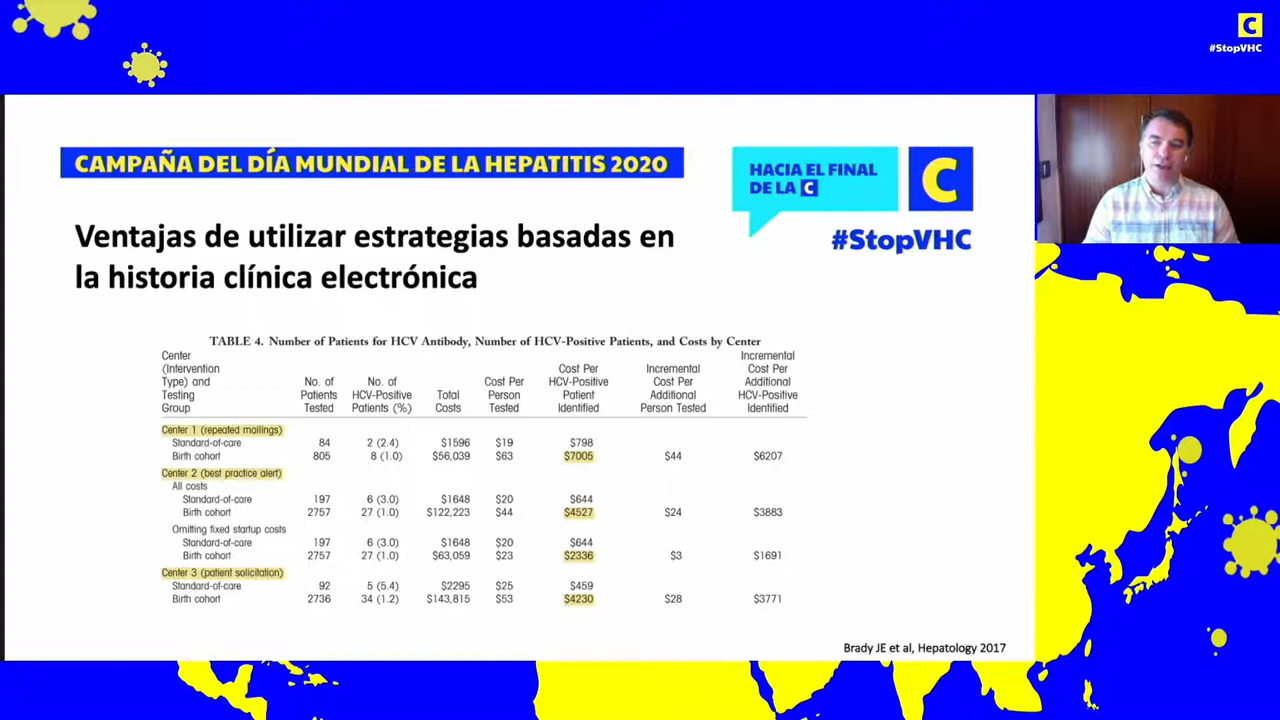 C
#StopVHC
CAMPAÑA DEL DÍA MUNDIAL DE LA HEPATITIS 2020
HACIA EL FINAL
DE LA C
C
#StopVHC
Ventajas de utilizar estrategias basadas en
la historia clínica electrónica
TABLE 4. Number of Patients for HCV Antibody, Number of HCV-Positive Patients, and Costs by Center
Center
(Intervention
Type) and
Testing
Group
No. of
Patients
Tested
No. of
HCV-Positive
Patients (%)
Total
Costs
Cost Per
Person
Tested
Cost Per
HCV-Positive
Patient
Identified
Incremental
Cost Per
Additional
Person Tested
Incremental
Cost Per
Additional
HCV-Positive
Identified
Center 1 (repeated mailings)
Standard-of-care 84 2 (2.4) $1596 $19 $798
Birth cohort 805 8 (1.0) $56,039 $63 $7005 $44 $6207
Center 2 (best practice alert)
All costs
Standard-of-care 197 6 (3.0) $1648 $20 $644
Birth cohort 2757 27 (1.0) $122,223 $44 $4527 $24 $3883
Omitting fixed startup costs
Standard-of-care 197 6 (3.0) $1648 $20 $644
Birth cohort 2757 27 (1.0) $63,059 $23 $2336 $3 $1691
Center 3 (patient solicitation)
Standard-of-care 92 5 (5.4) $2295 $25 $459
Birth cohort 2736 34 (1.2) $143,815 $53 $4230 $28 $3771
Brady JE et al, Hepatology 2017